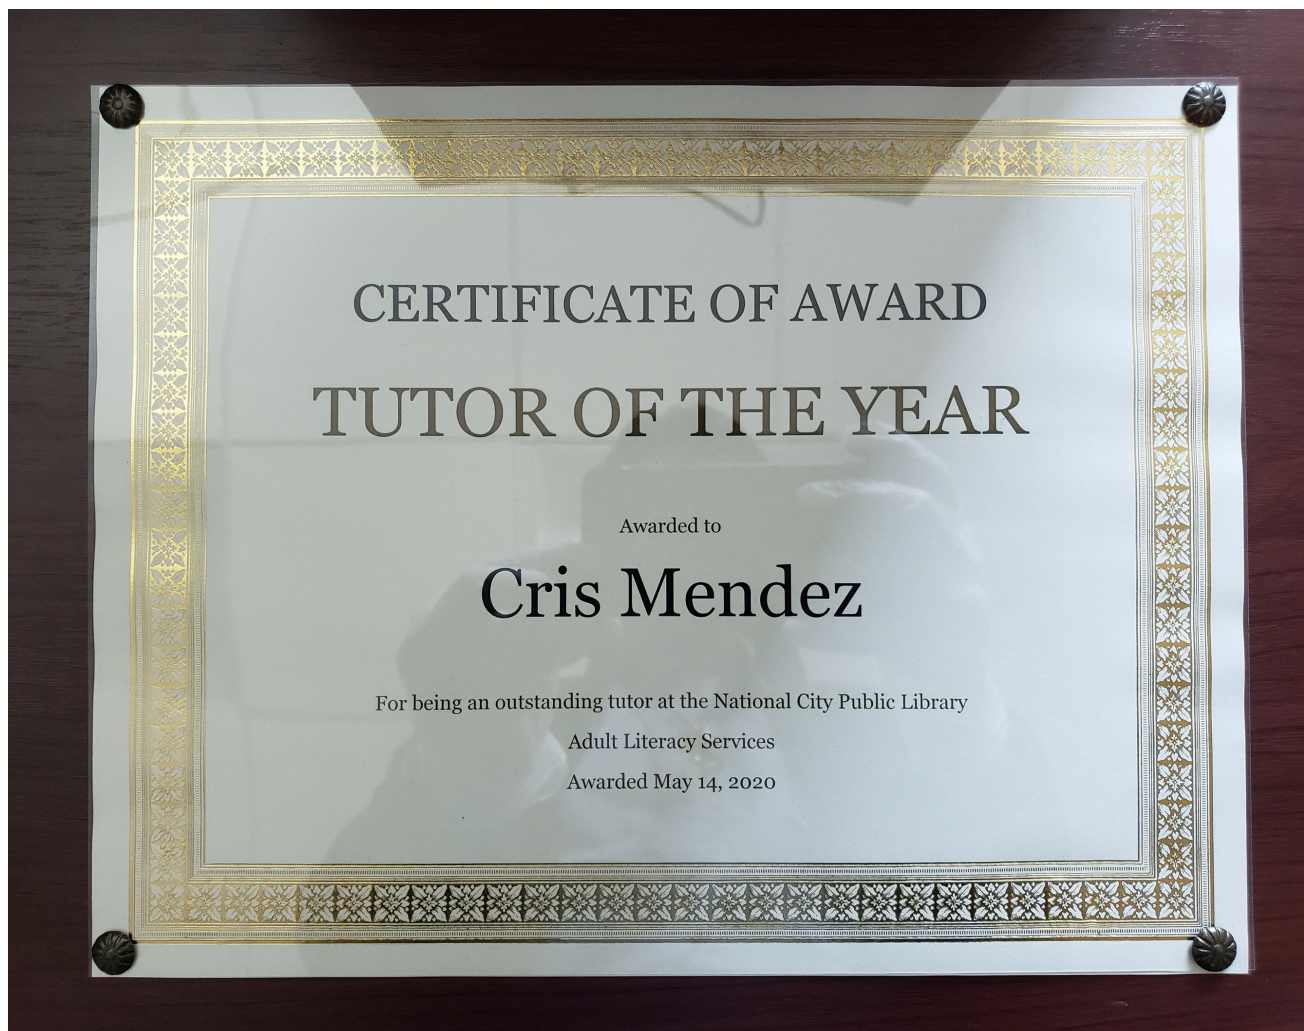 CERTIFICATE OF AWARD
TUTOR OF THE YEAR
Awarded to
Cris Mendez
For being an outstanding tutor at the National City Public Library
Adult Literacy Services
Awarded May 14, 2020